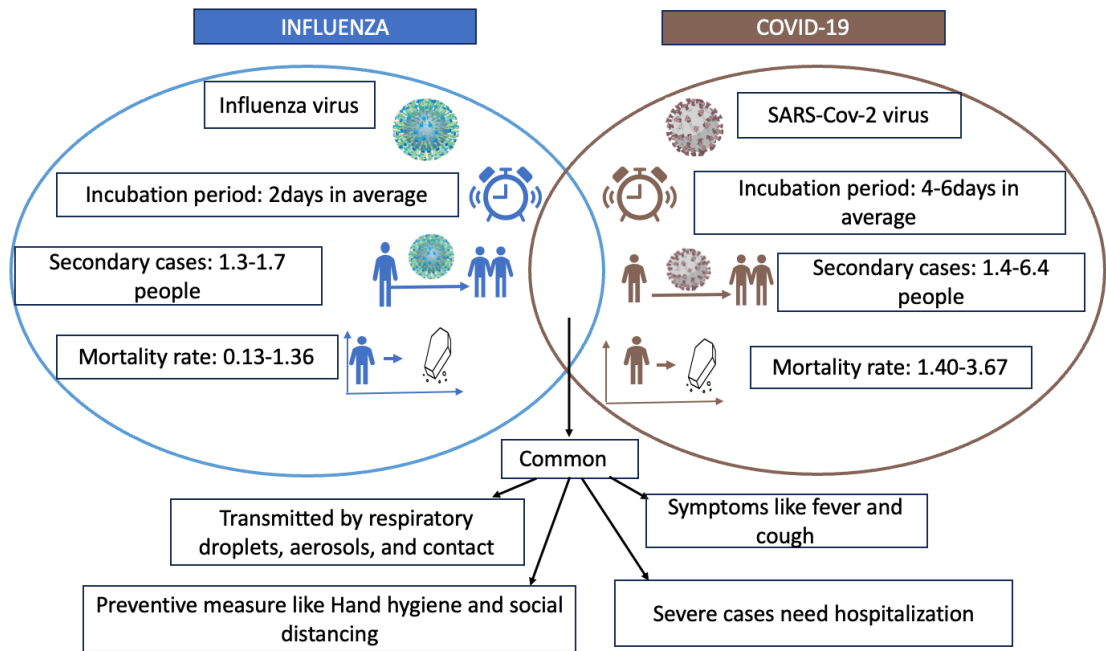 INFLUENZA
COVID-19
Influenza virus
SARS-Cov-2 virus
Incubation period: 2days in average
Incubation period: 4-6days in
average
Secondary cases: 1.3-1.7
people
Secondary cases: 1.4-6.4
people
Mortality rate: 0.13-1.36
Mortality rate: 1.40-3.67
Common
Transmitted by respiratory
droplets, aerosols, and contact
Symptoms like fever and
cough
Preventive measure like Hand hygiene and social
distancing
Severe cases need hospitalization